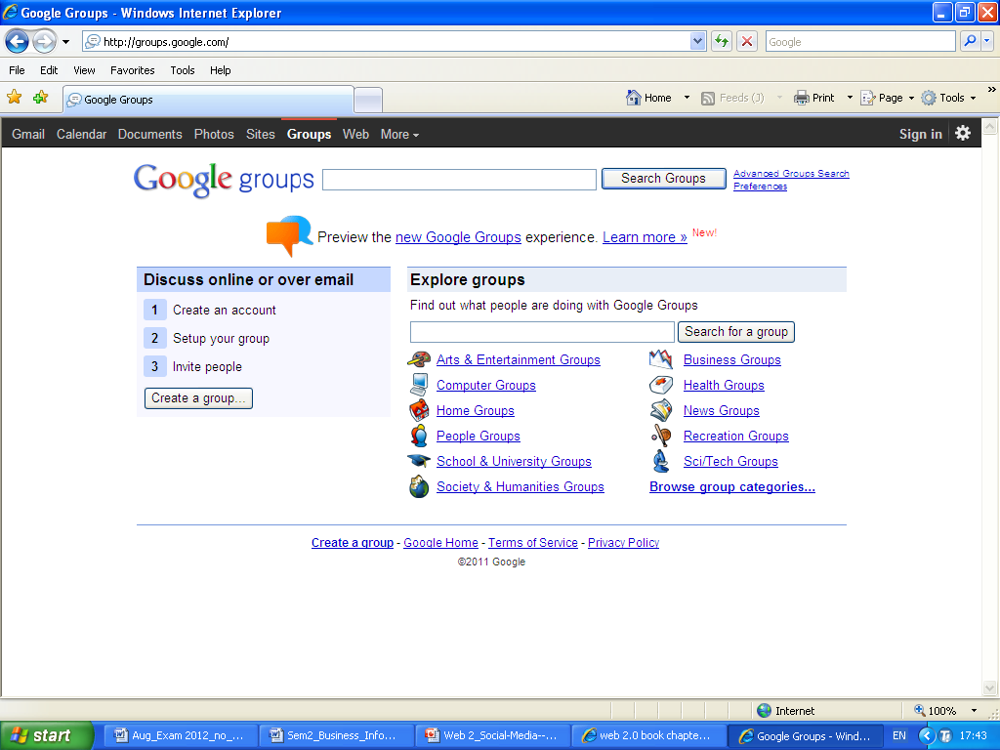 Google Groups - Windows Internet Explorer
http://groups.google.com/
Google
File Edit View Favorites Tools Help
Google Groups
Home Feeds (J) Print Page Tools »
Gmail Calendar Documents Photos Sites Groups Web More Sign in
Google groups Search Groups Advanced Groups Search
Preferences
Preview the new Google Groups experience. Learn more » New!
Discuss online or over email
1 Create an account
2 Setup your group
3 Invite people
Create a group...
Explore groups
Find out what people are doing with Google Groups
Search for a group
Arts & Entertainment Groups Business Groups
Computer Groups Health Groups
Home Groups News Groups
People Groups Recreation Groups
School & University Groups Sci/Tech Groups
Society & Humanities Groups Browse group categories...
Create a group - Google Home - Terms of Service - Privacy Policy
©2011 Google
Internet 100%
start Aug_Exam 2012_no_... Sem2_Business_Info... Web 2_Social-Media--... web 2.0 book chapte... Google Groups - Wind... EN 17:43